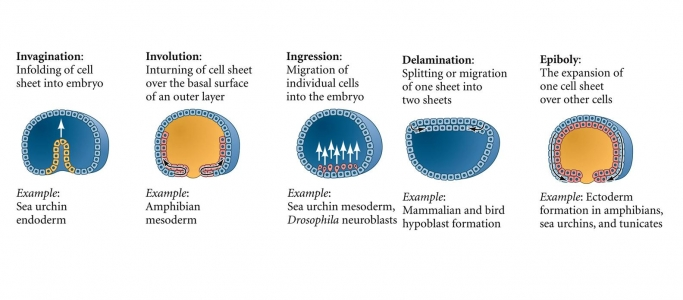 Invagination:
Infolding of cell
sheet into embryo
Example:
Sea urchin
endoderm
Involution:
Inturning of cell sheet
over the basal surface
of an outer layer
Example:
Amphibian
mesoderm
Ingression:
Migration of
individual cells
into the embryo
Example:
Sea urchin mesoderm,
Drosophila neuroblasts
Delamination:
Splitting or migration
of one sheet into
two sheets
Example:
Mammalian and bird
hypoblast formation
Epiboly:
The expansion of
one cell sheet
over other cells
Example: Ectoderm
formation in amphibians,
sea urchins, and tunicates